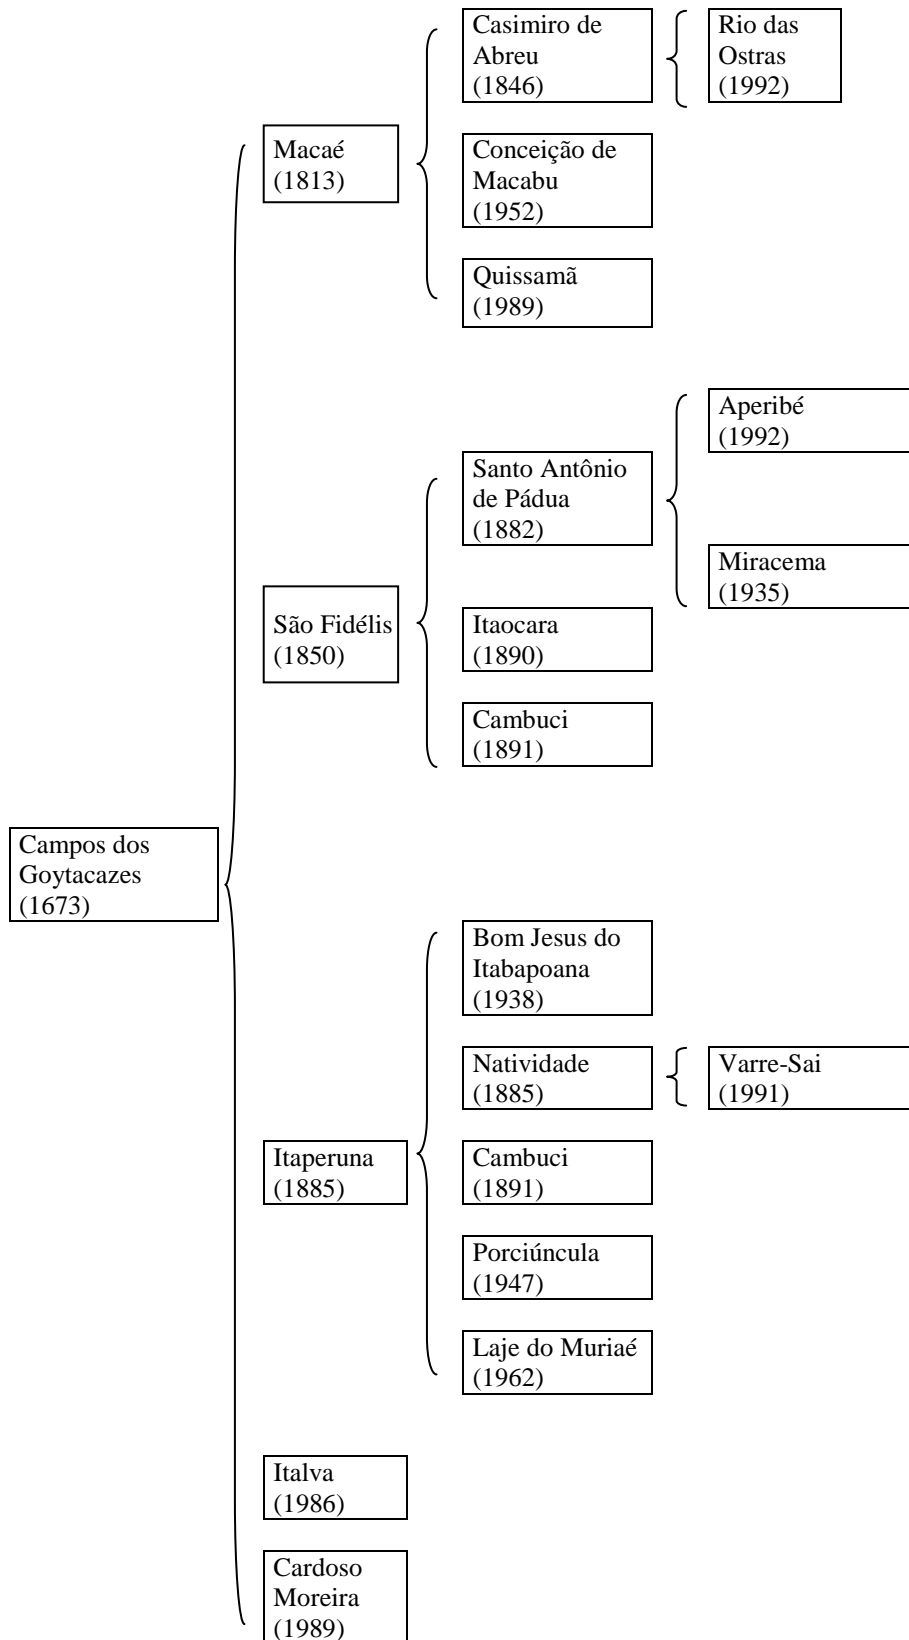 Campos dos
Goytacazes
(1673)
Macaé
(1813)
Casimiro de
Abreu
(1846)
Rio das
Ostras
(1992)
Conceição de
Macabu
(1952)
Quissamã
(1989)
São Fidélis
(1850)
Santo Antônio
de Pádua
(1882)
Aperibé
(1992)
Miracema
(1935)
Itaocara
(1890)
Cambuci
(1891)
Itaperuna
(1885)
Bom Jesus do
Itabapoana
(1938)
Natividade
(1885)
Varre-Sai
(1991)
Cambuci
(1891)
Porciúncula
(1947)
Laje do Muriaé
(1962)
Italva
(1986)
Cardoso
Moreira
(1989)